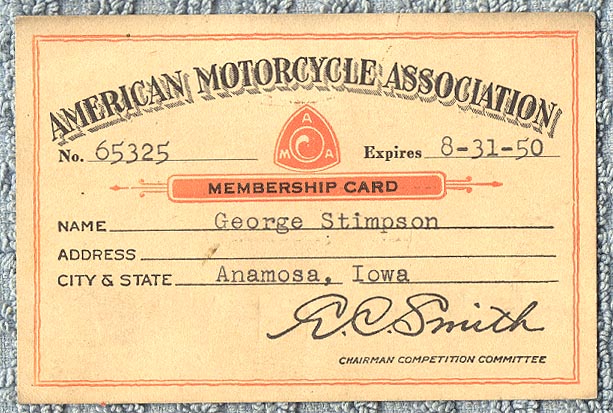 AMERICAN MOTORCYCLE ASSOCIATION
A
M A
No. 65325 Expires 8-31-50
MEMBERSHIP CARD
NAME George Stimpson
ADDRESS
CITY & STATE Anamosa, Iowa
E.C. Smith
CHAIRMAN COMPETITION COMMITTEE